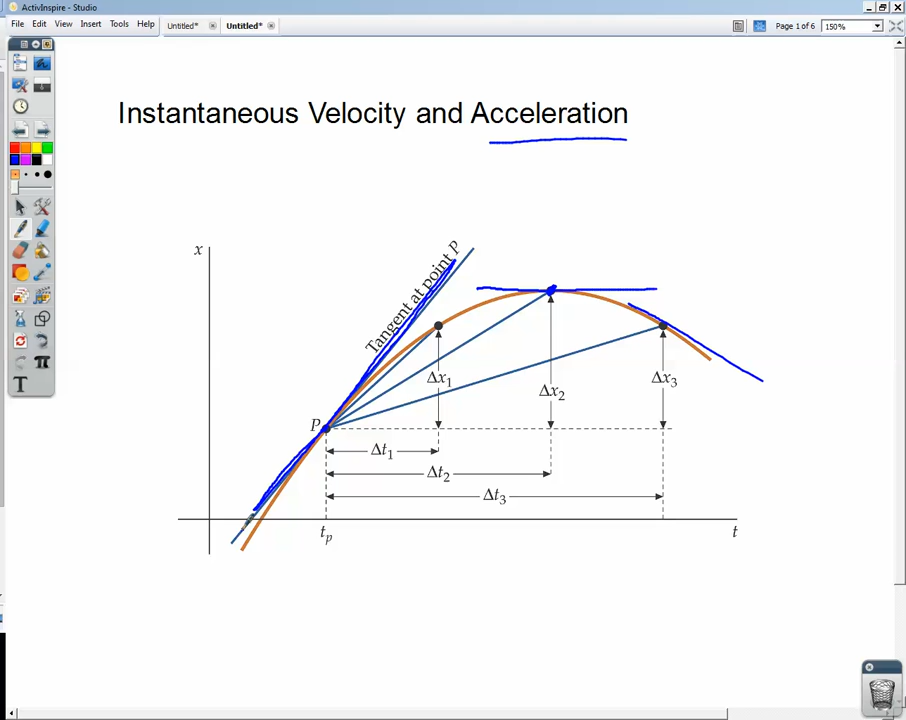 ActivInspire - Studio
File Edit View Insert Tools Help
Untitled* Untitled*
Page 1 of 6
150%
Instantaneous Velocity and Acceleration
x
Tangent at point P
P
Δx₁
Δx₂
Δx₃
Δt₁
Δt₂
Δt₃
tₚ
t
T